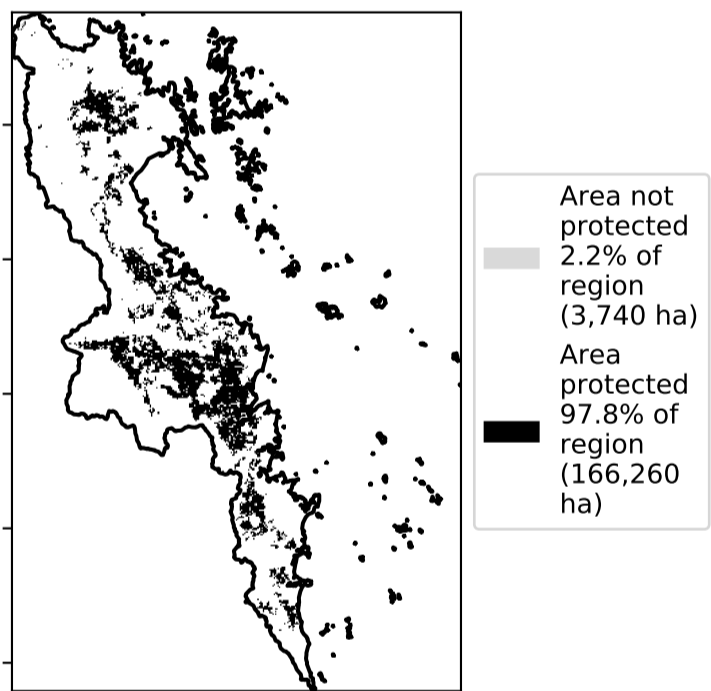 Area not
protected
2.2% of
region
(3,740 ha)
Area
protected
97.8% of
region
(166,260
ha)